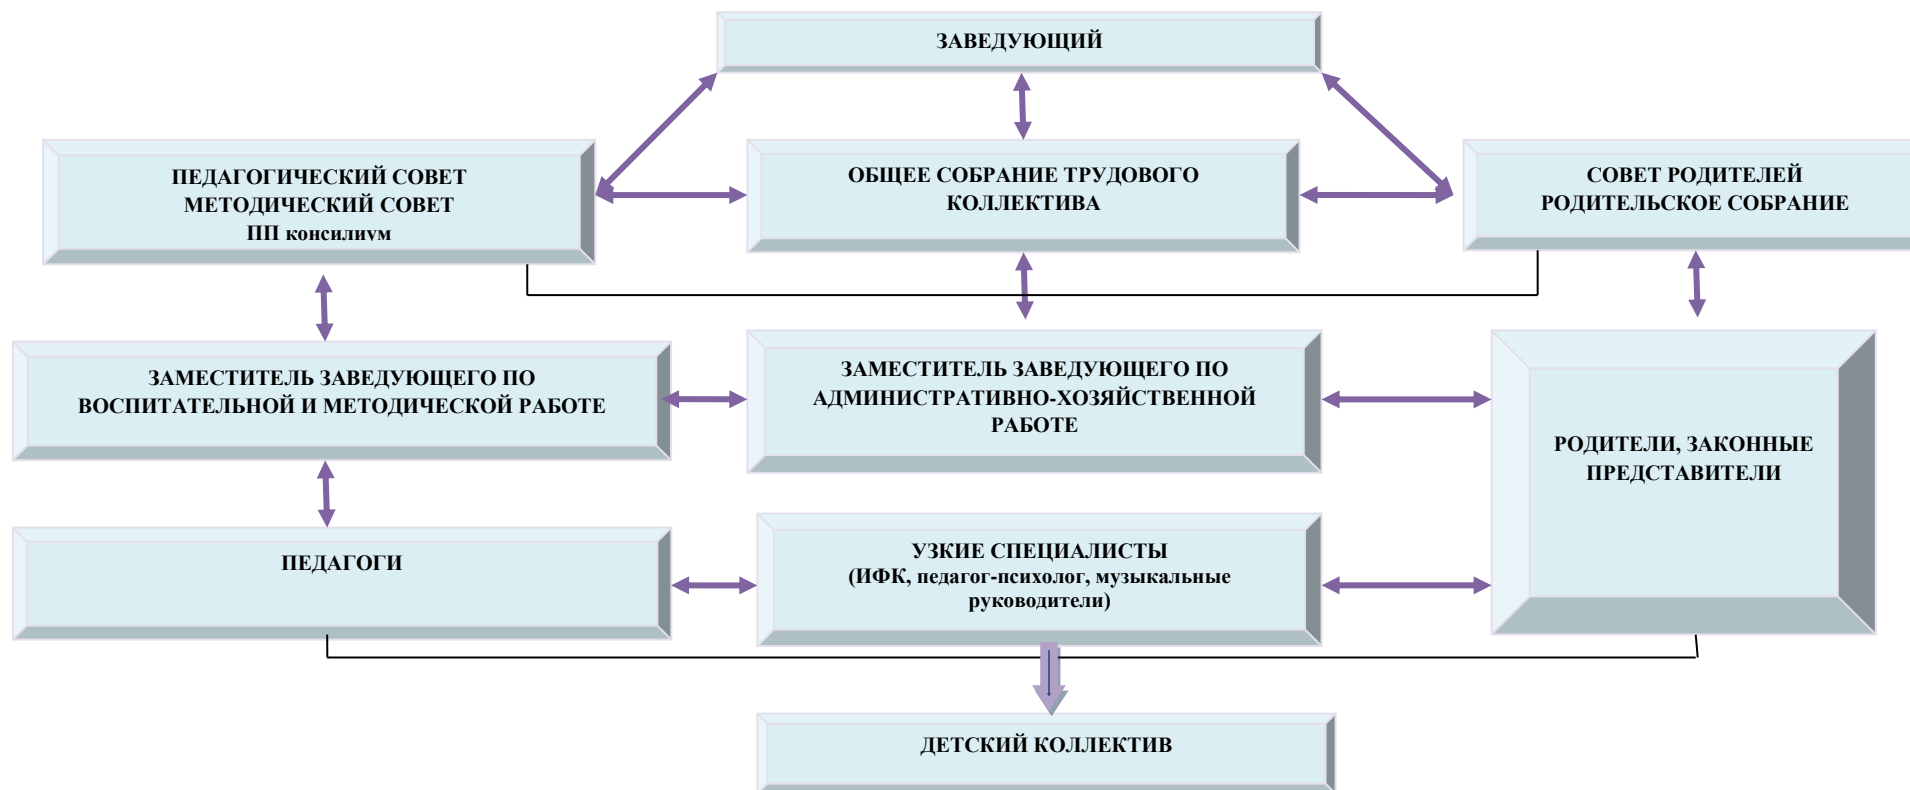 ЗАВЕДУЮЩИЙ
ПЕДАГОГИЧЕСКИЙ СОВЕТ
МЕТОДИЧЕСКИЙ СОВЕТ
ПП консилиум
ОБЩЕЕ СОБРАНИЕ ТРУДОВОГО
КОЛЛЕКТИВА
СОВЕТ РОДИТЕЛЕЙ
РОДИТЕЛЬСКОЕ СОБРАНИЕ
ЗАМЕСТИТЕЛЬ ЗАВЕДУЮЩЕГО ПО
ВОСПИТАТЕЛЬНОЙ И МЕТОДИЧЕСКОЙ РАБОТЕ
ЗАМЕСТИТЕЛЬ ЗАВЕДУЮЩЕГО ПО
АДМИНИСТРАТИВНО-ХОЗЯЙСТВЕННОЙ
РАБОТЕ
РОДИТЕЛИ, ЗАКОННЫЕ
ПРЕДСТАВИТЕЛИ
ПЕДАГОГИ
УЗКИЕ СПЕЦИАЛИСТЫ
(ИФК, педагог-психолог, музыкальные
руководители)
ДЕТСКИЙ КОЛЛЕКТИВ